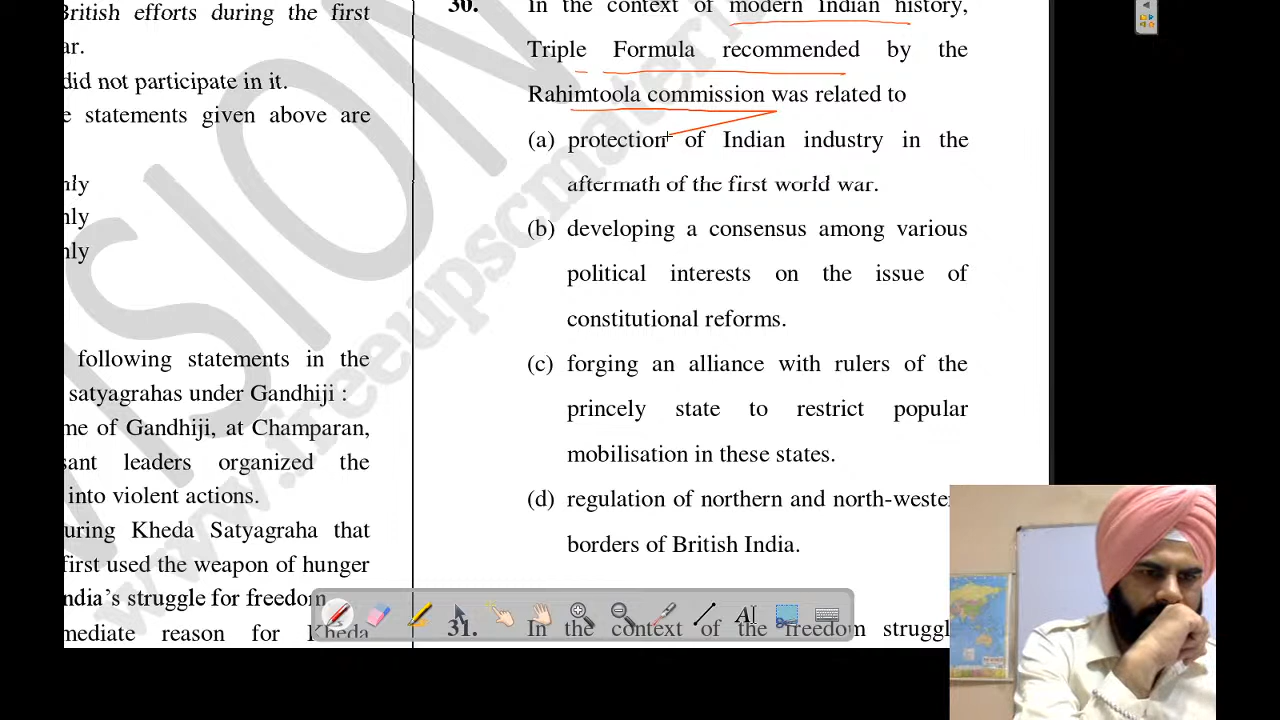 British efforts during the first
ar.
did not participate in it.
e statements given above are
nly
nly
nly
following statements in the
satyagrahas under Gandhiji :
me of Gandhiji, at Champaran,
sant leaders organized the
into violent actions.
uring Kheda Satyagraha that
first used the weapon of hunger
ndia's struggle for freedom
mediate reason for Kheda
30. In the context of modern Indian history,
Triple Formula recommended by the
Rahimtoola commission was related to
(a) protection of Indian industry in the
aftermath of the first world war.
(b) developing a consensus among various
political interests on the issue of
constitutional reforms.
(c) forging an alliance with rulers of the
princely state to restrict popular
mobilisation in these states.
(d) regulation of northern and north-weste
borders of British India.
31. In the context of the freedom struggl
VISION
www.freeupscmater